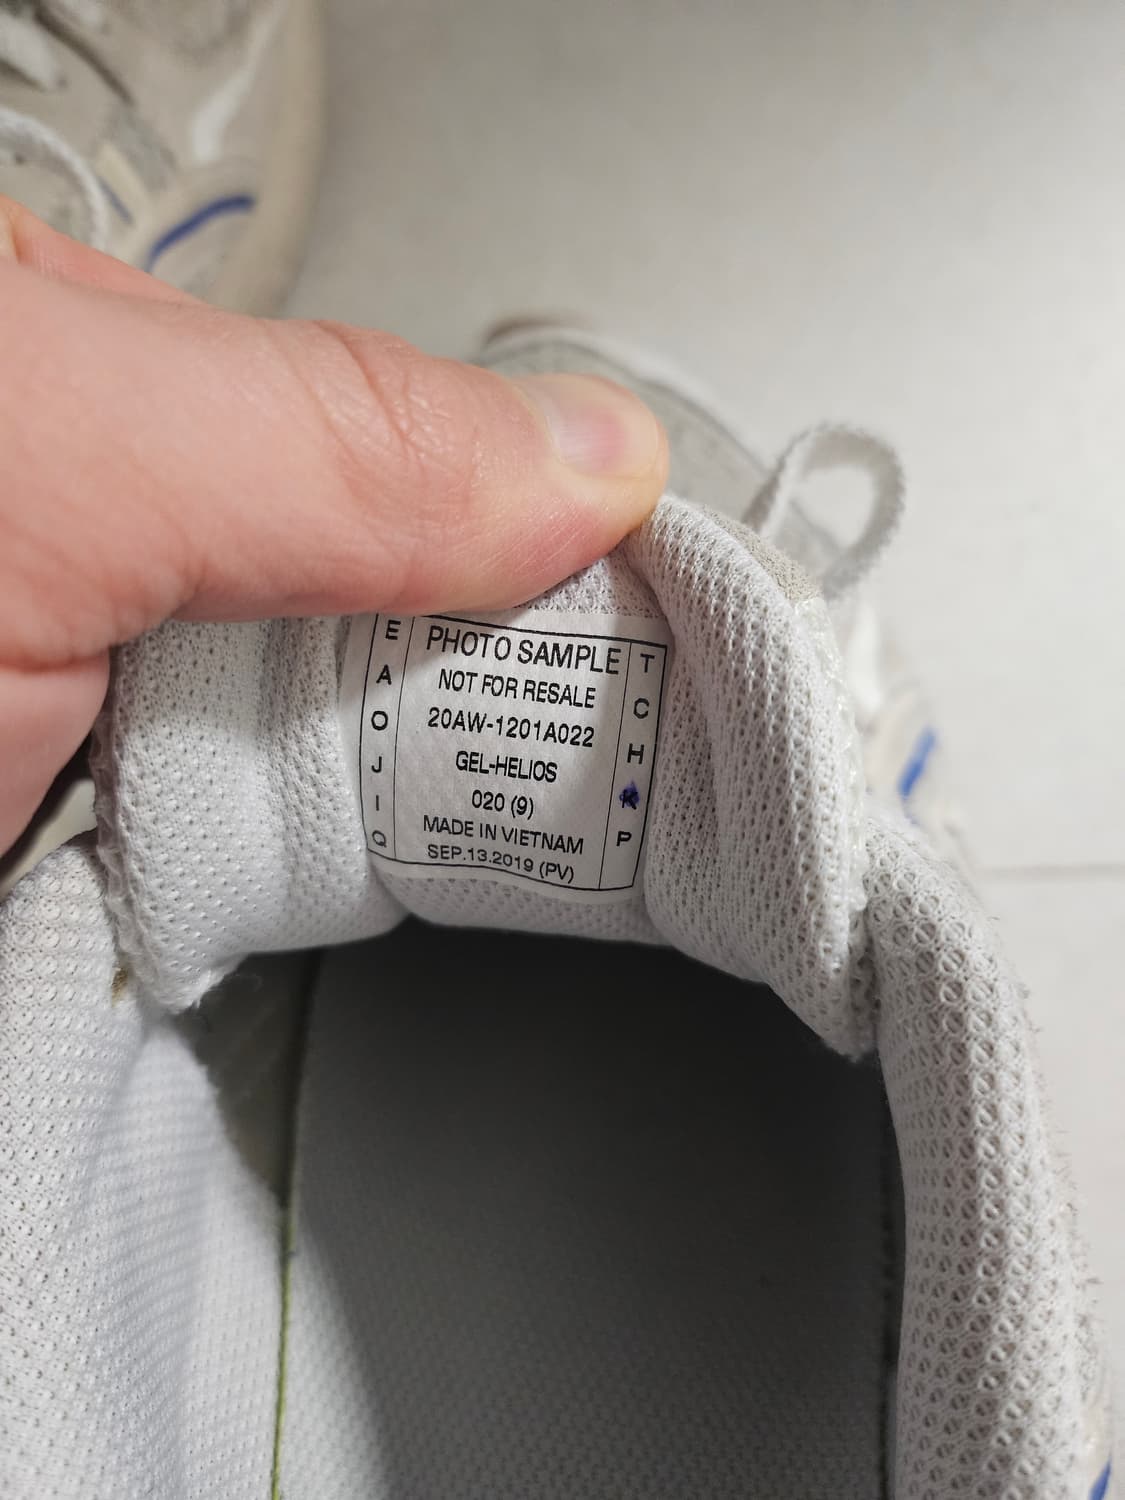 E
A
O
J
I
Q
PHOTO SAMPLE
NOT FOR RESALE
20AW-1201A022
GEL-HELIOS
020 (9)
MADE IN VIETNAM
SEP.13.2019 (PV)
T
C
H
K
P